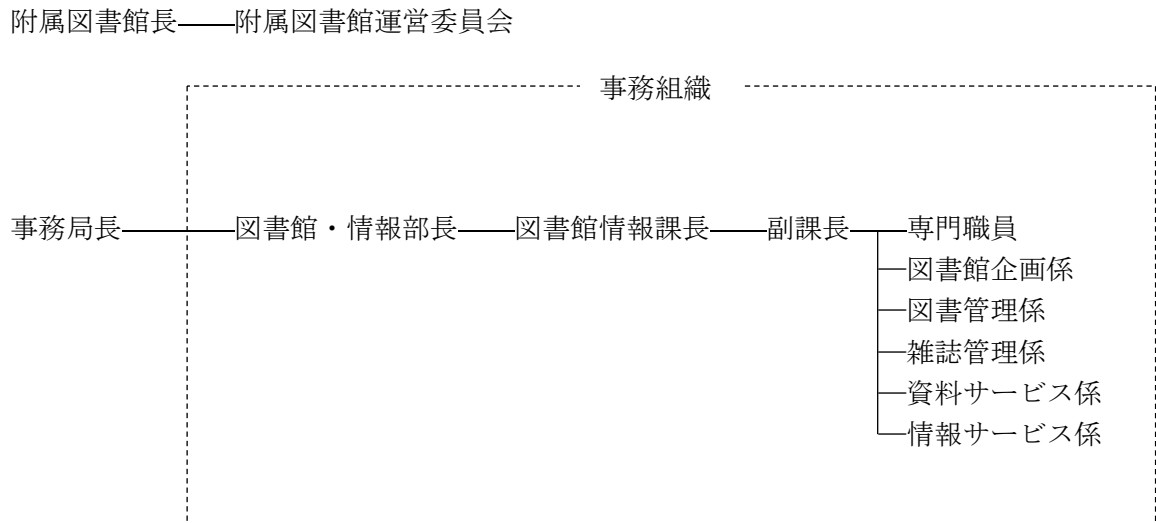 附属図書館長――附属図書館運営委員会
事務組織
事務局長――図書館・情報部長――図書館情報課長――副課長――専門職員
図書館企画係
図書管理係
雑誌管理係
資料サービス係
情報サービス係